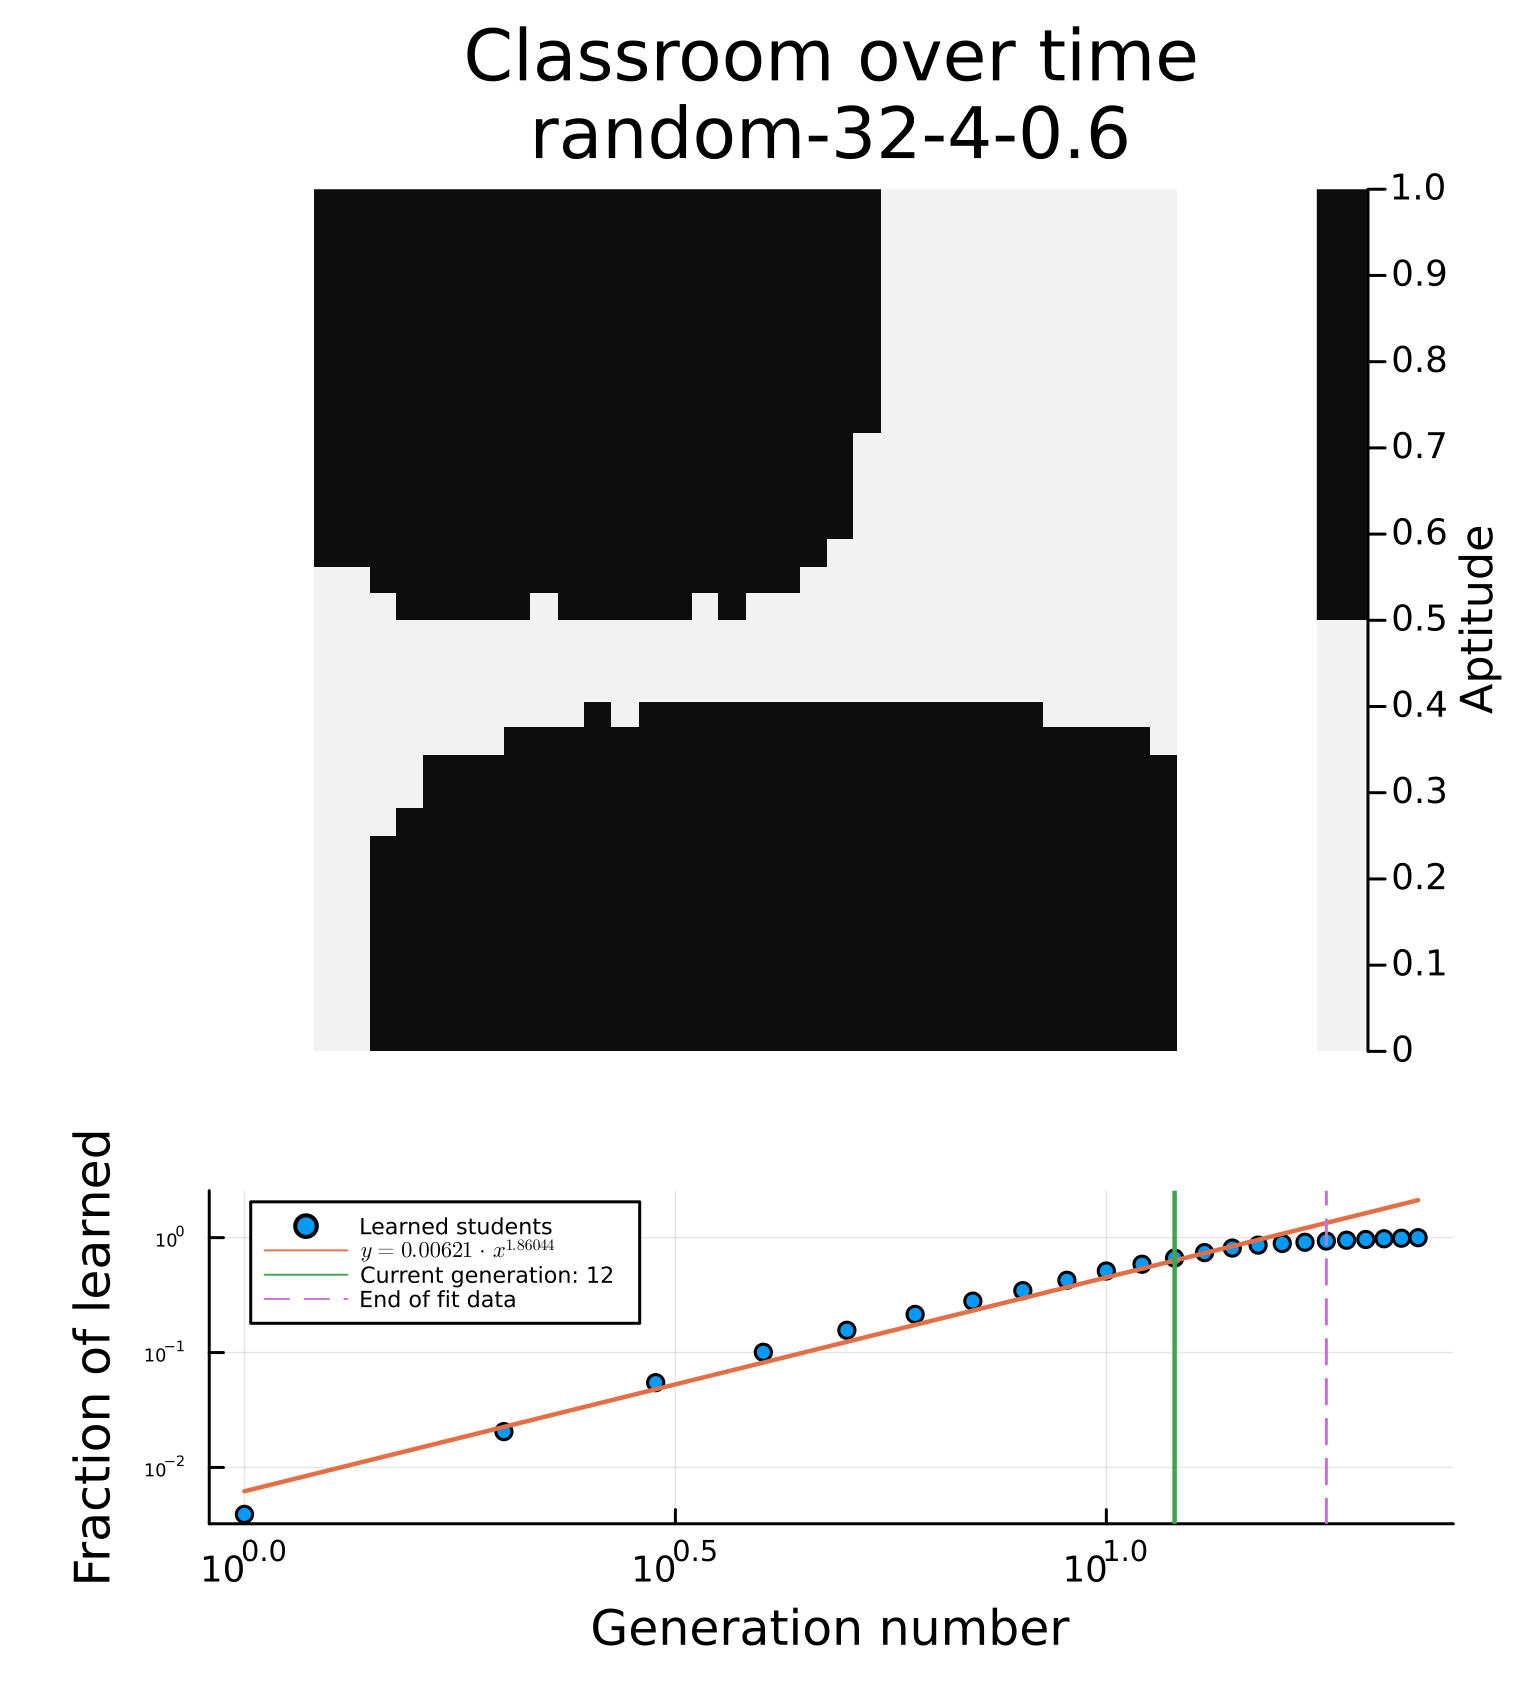 Classroom over time
random-32-4-0.6
1.0
0.9
0.8
0.7
0.6
0.5
0.4
0.3
0.2
0.1
0
Aptitude
Fraction of learned
10⁰
10⁻¹
10⁻²
Learned students
y = 0.00621 · x^1.86044
Current generation: 12
End of fit data
10^0.0
10^0.5
10^1.0
Generation number